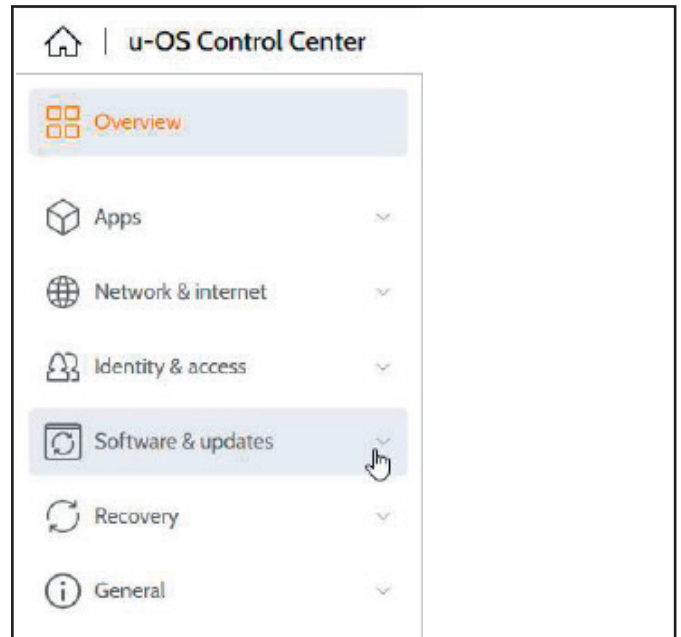 u-OS Control Center
Overview
Apps
Network & internet
Identity & access
Software & updates
Recovery
General